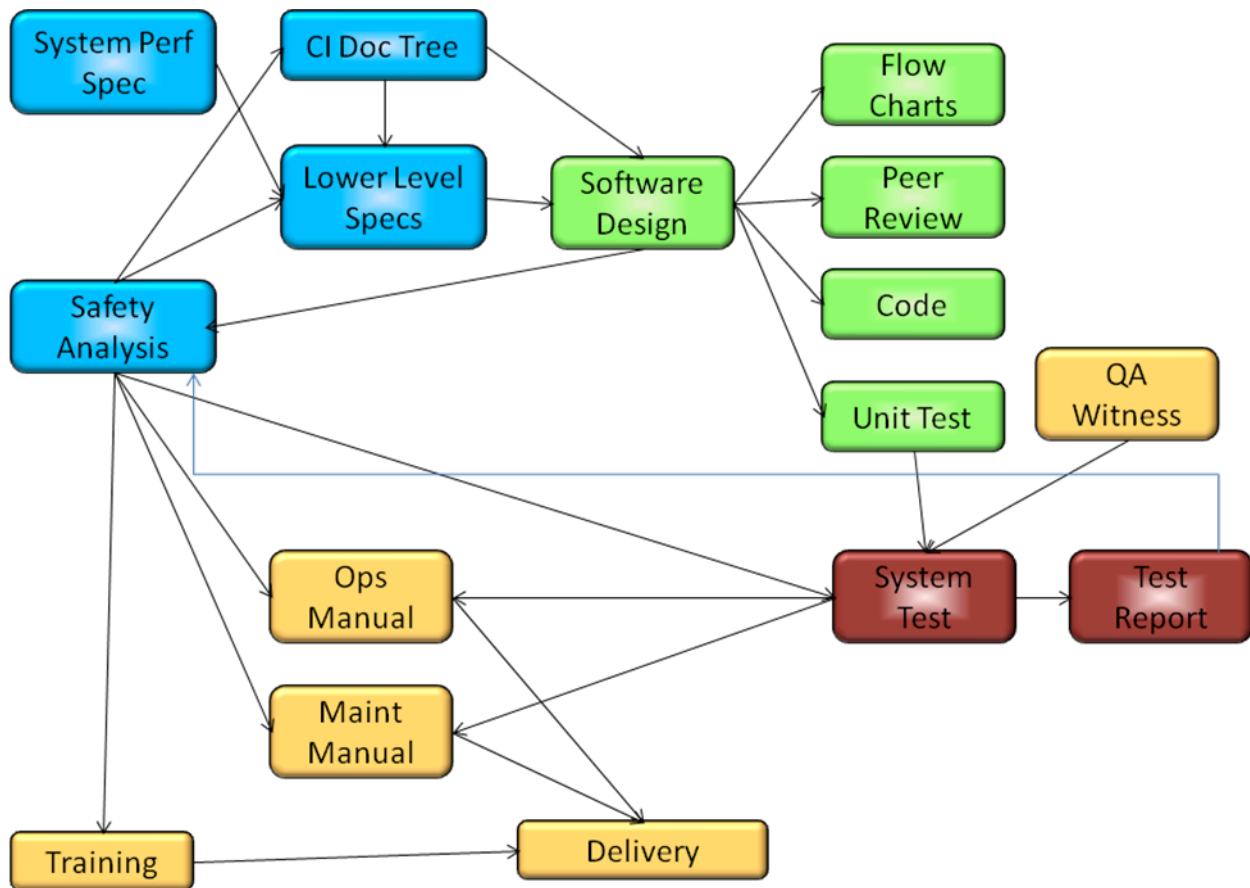 System Perf
Spec
CI Doc Tree
Flow
Charts
Lower Level
Specs
Software
Design
Peer
Review
Safety
Analysis
Code
QA
Witness
Unit Test
Ops
Manual
System
Test
Test
Report
Maint
Manual
Training
Delivery